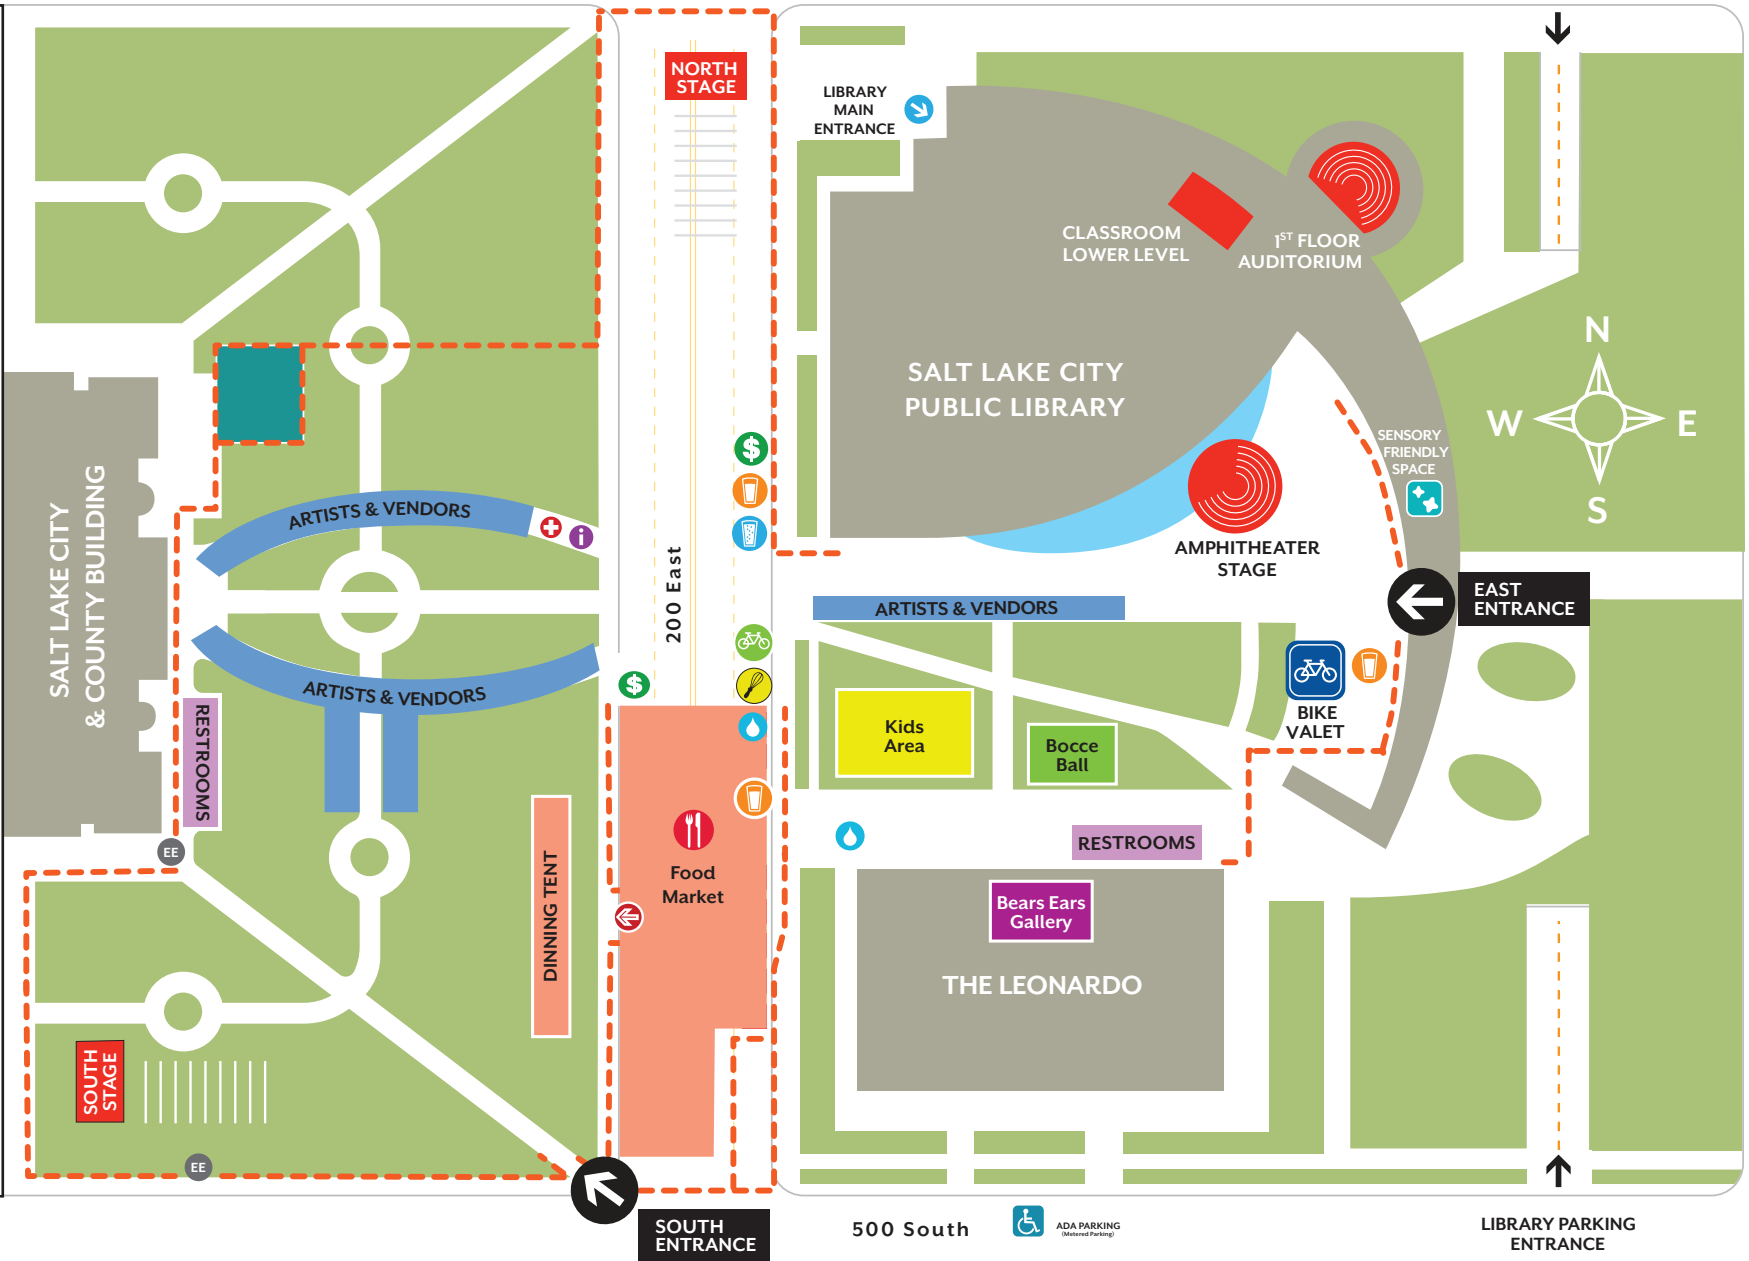 NORTH
STAGE
LIBRARY
MAIN
ENTRANCE
CLASSROOM
LOWER LEVEL
1ST FLOOR
AUDITORIUM
SALT LAKE CITY
PUBLIC LIBRARY
N
W
E
S
SENSORY
FRIENDLY
SPACE
$
SALT LAKE CITY
& COUNTY BUILDING
ARTISTS & VENDORS
i
200 East
AMPHITHEATER
STAGE
EAST
ENTRANCE
ARTISTS & VENDORS
ARTISTS & VENDORS
$
RESTROOMS
Kids
Area
Bocce
Ball
BIKE
VALET
EE
DINNING TENT
Food
Market
RESTROOMS
Bears Ears
Gallery
THE LEONARDO
SOUTH
STAGE
EE
SOUTH
ENTRANCE
500 South
ADA PARKING
(Metered Parking)
LIBRARY PARKING
ENTRANCE